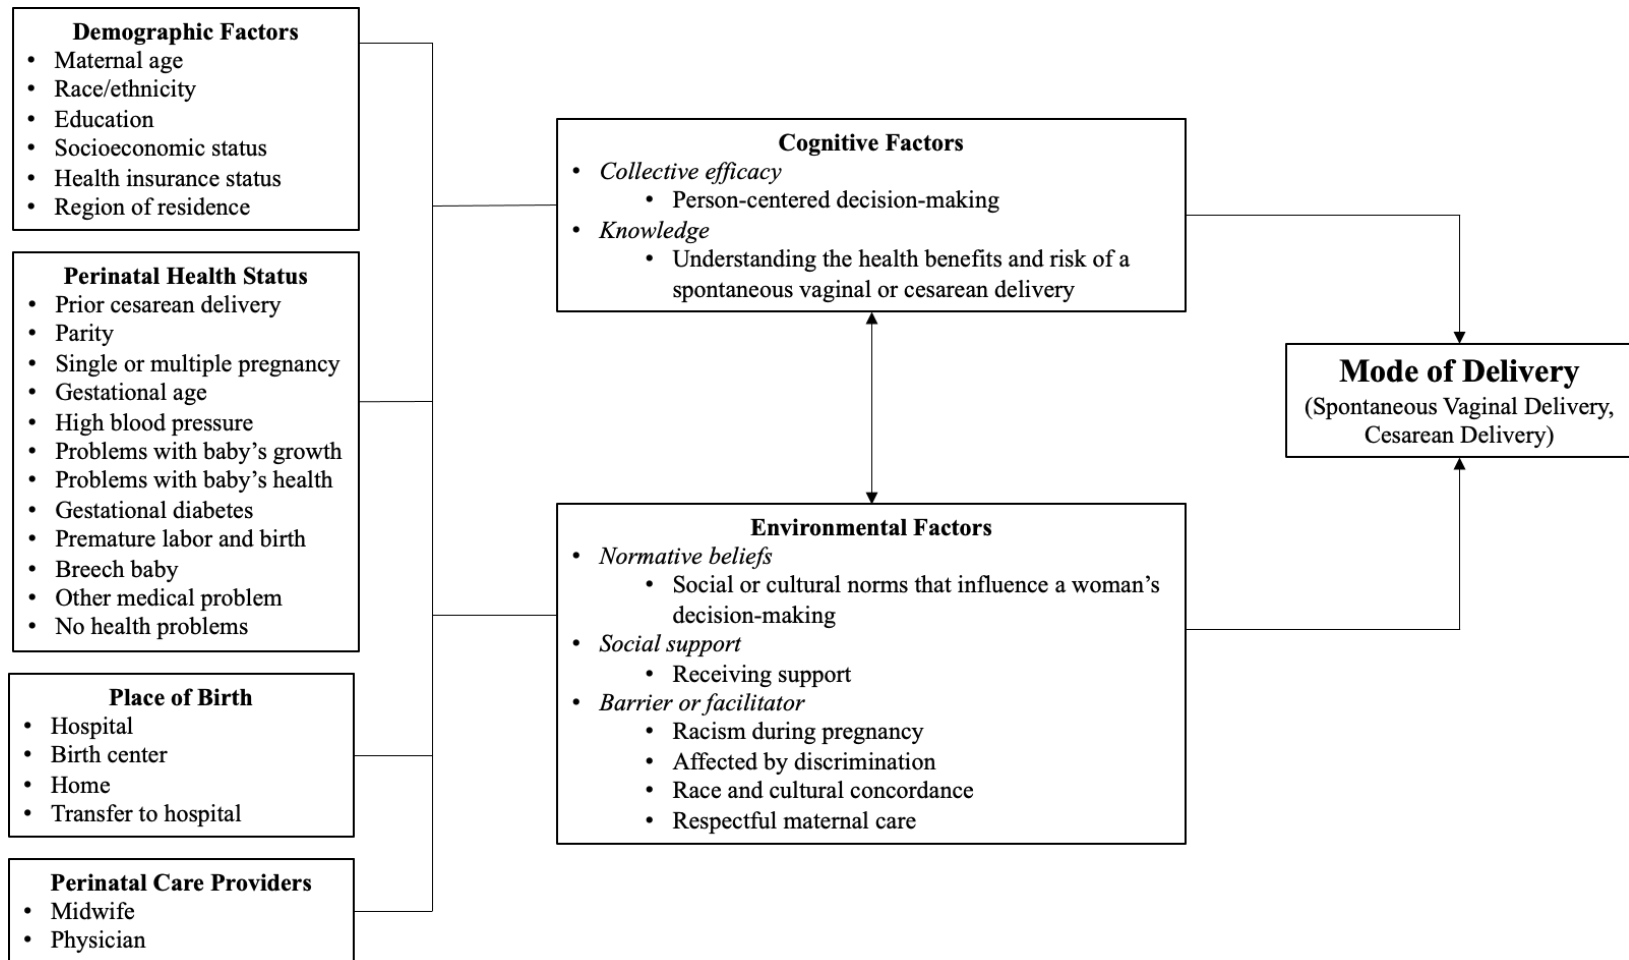 Demographic Factors
• Maternal age
• Race/ethnicity
• Education
• Socioeconomic status
• Health insurance status
• Region of residence
Perinatal Health Status
• Prior cesarean delivery
• Parity
• Single or multiple pregnancy
• Gestational age
• High blood pressure
• Problems with baby’s growth
• Problems with baby’s health
• Gestational diabetes
• Premature labor and birth
• Breech baby
• Other medical problem
• No health problems
Place of Birth
• Hospital
• Birth center
• Home
• Transfer to hospital
Perinatal Care Providers
• Midwife
• Physician
Cognitive Factors
• Collective efficacy
• Person-centered decision-making
• Knowledge
• Understanding the health benefits and risk of a
spontaneous vaginal or cesarean delivery
Environmental Factors
• Normative beliefs
• Social or cultural norms that influence a woman’s
decision-making
• Social support
• Receiving support
• Barrier or facilitator
• Racism during pregnancy
• Affected by discrimination
• Race and cultural concordance
• Respectful maternal care
Mode of Delivery
(Spontaneous Vaginal Delivery,
Cesarean Delivery)